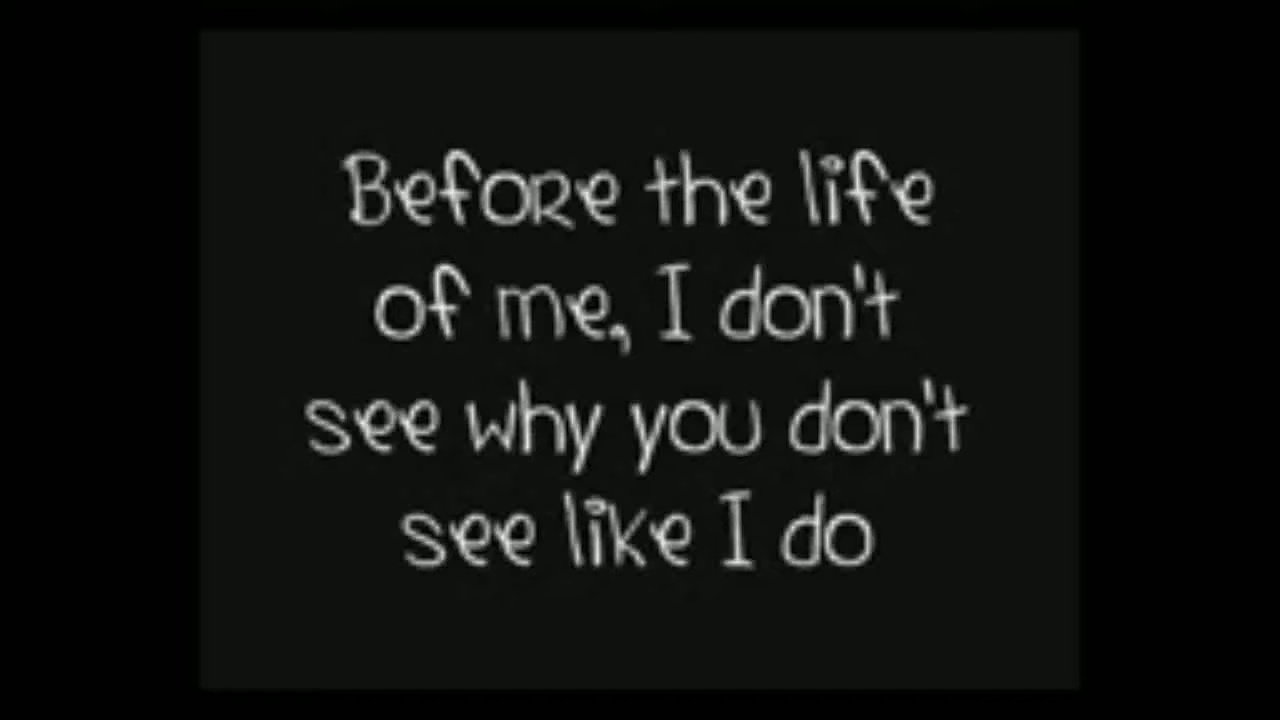 Before the life
of me, I don't
see why you don't
see like I do